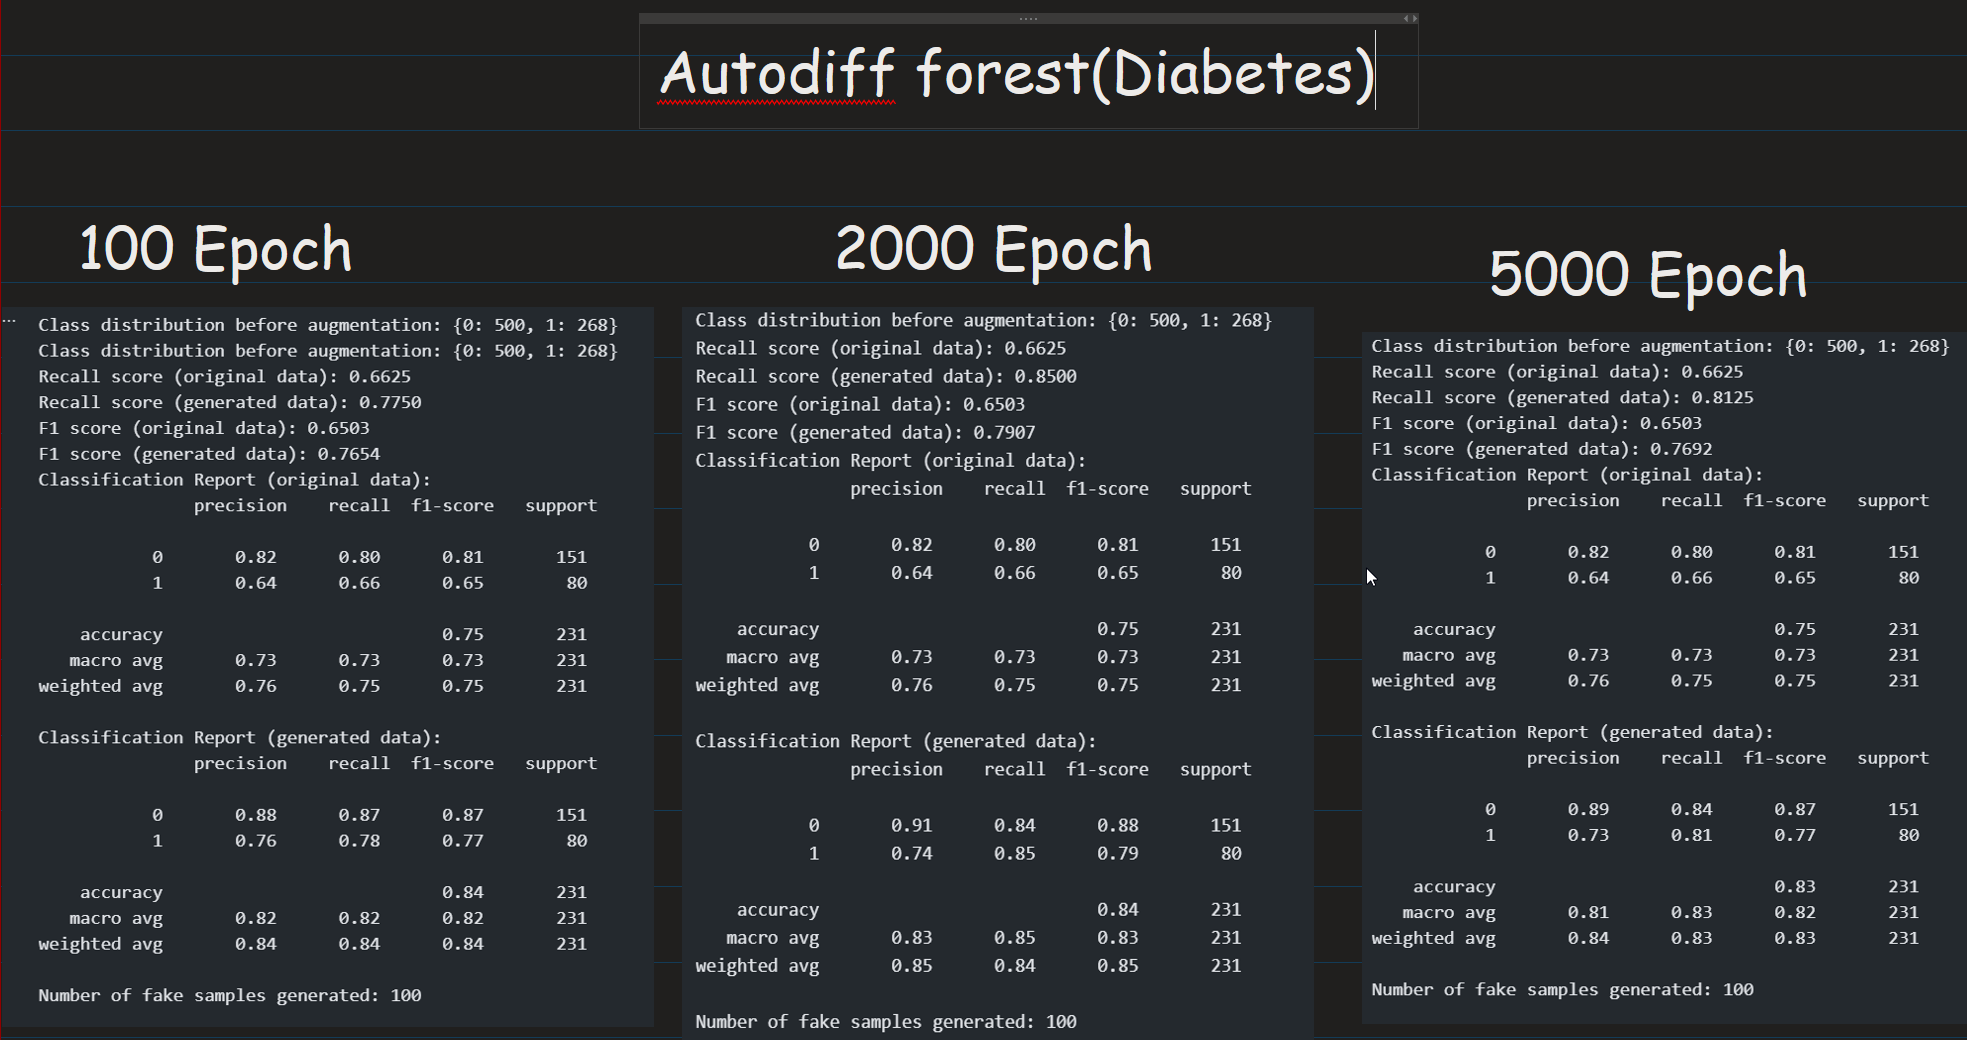 Autodiff forest(Diabetes)
100 Epoch
...
Class distribution before augmentation: {0: 500, 1: 268}
Class distribution before augmentation: {0: 500, 1: 268}
Recall score (original data): 0.6625
Recall score (generated data): 0.7750
F1 score (original data): 0.6503
F1 score (generated data): 0.7654
Classification Report (original data):
precision recall f1-score support
0 0.82 0.80 0.81 151
1 0.64 0.66 0.65 80
accuracy 0.75 231
macro avg 0.73 0.73 0.73 231
weighted avg 0.76 0.75 0.75 231
Classification Report (generated data):
precision recall f1-score support
0 0.88 0.87 0.87 151
1 0.76 0.78 0.77 80
accuracy 0.84 231
macro avg 0.82 0.82 0.82 231
weighted avg 0.84 0.84 0.84 231
Number of fake samples generated: 100
2000 Epoch
Class distribution before augmentation: {0: 500, 1: 268}
Recall score (original data): 0.6625
Recall score (generated data): 0.8500
F1 score (original data): 0.6503
F1 score (generated data): 0.7907
Classification Report (original data):
precision recall f1-score support
0 0.82 0.80 0.81 151
1 0.64 0.66 0.65 80
accuracy 0.75 231
macro avg 0.73 0.73 0.73 231
weighted avg 0.76 0.75 0.75 231
Classification Report (generated data):
precision recall f1-score support
0 0.91 0.84 0.88 151
1 0.74 0.85 0.79 80
accuracy 0.84 231
macro avg 0.83 0.85 0.83 231
weighted avg 0.85 0.84 0.85 231
Number of fake samples generated: 100
5000 Epoch
Class distribution before augmentation: {0: 500, 1: 268}
Recall score (original data): 0.6625
Recall score (generated data): 0.8125
F1 score (original data): 0.6503
F1 score (generated data): 0.7692
Classification Report (original data):
precision recall f1-score support
0 0.82 0.80 0.81 151
1 0.64 0.66 0.65 80
accuracy 0.75 231
macro avg 0.73 0.73 0.73 231
weighted avg 0.76 0.75 0.75 231
Classification Report (generated data):
precision recall f1-score support
0 0.89 0.84 0.87 151
1 0.73 0.81 0.77 80
accuracy 0.83 231
macro avg 0.81 0.83 0.82 231
weighted avg 0.84 0.83 0.83 231
Number of fake samples generated: 100